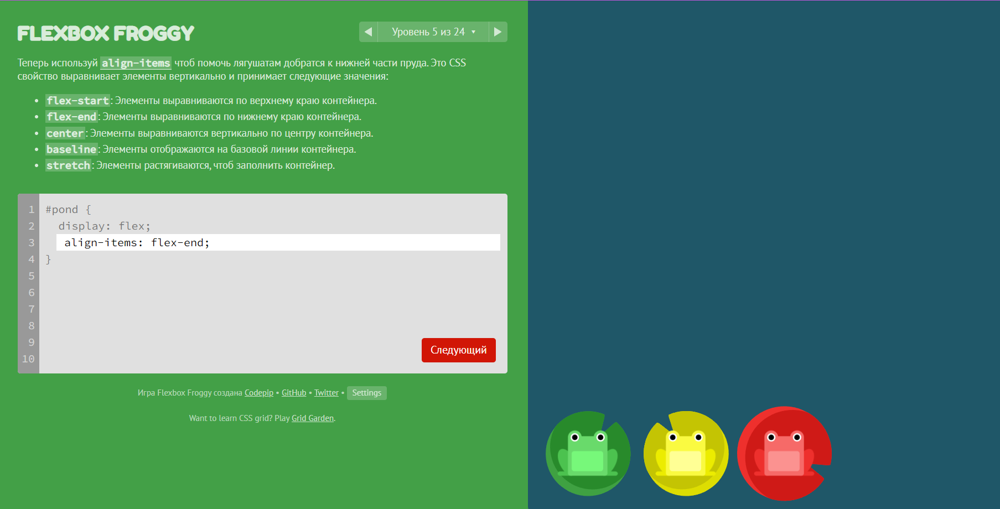 FLEXBOX FROGGY
Уровень 5 из 24
Теперь используй align-items чтоб помочь лягушатам добратся к нижней части пруда. Это CSS
свойство выравнивает элементы вертикально и принимает следующие значения:
• flex-start: Элементы выравниваются по верхнему краю контейнера.
• flex-end: Элементы выравниваются по нижнему краю контейнера.
• center: Элементы выравниваются вертикально по центру контейнера.
• baseline: Элементы отображаются на базовой линии контейнера.
• stretch: Элементы растягиваются, чтоб заполнить контейнер.
1 #pond {
2 display: flex;
3 align-items: flex-end;
4 }
5
6
7
8
9
10
Следующий
Игра Flexbox Froggy создана Codepip • GitHub • Twitter • Settings
Want to learn CSS grid? Play Grid Garden.